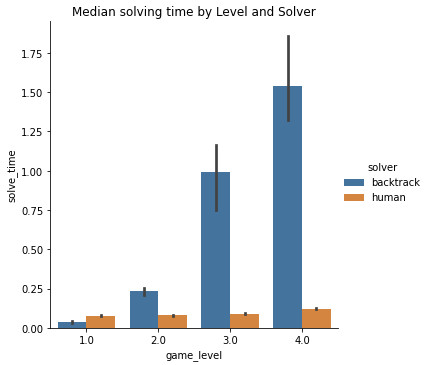 Median solving time by Level and Solver
solve_time
1.75
1.50
1.25
1.00
0.75
0.50
0.25
0.00
1.0 2.0 3.0 4.0
game_level
solver
backtrack
human